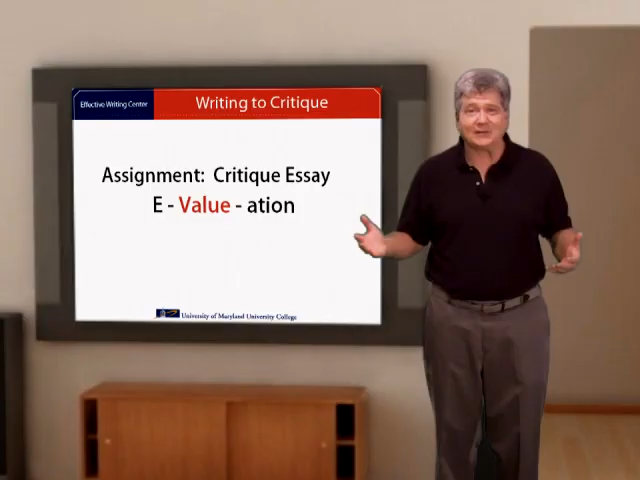 Effective Writing Center
Writing to Critique
Assignment: Critique Essay
E - Value - ation
University of Maryland University College